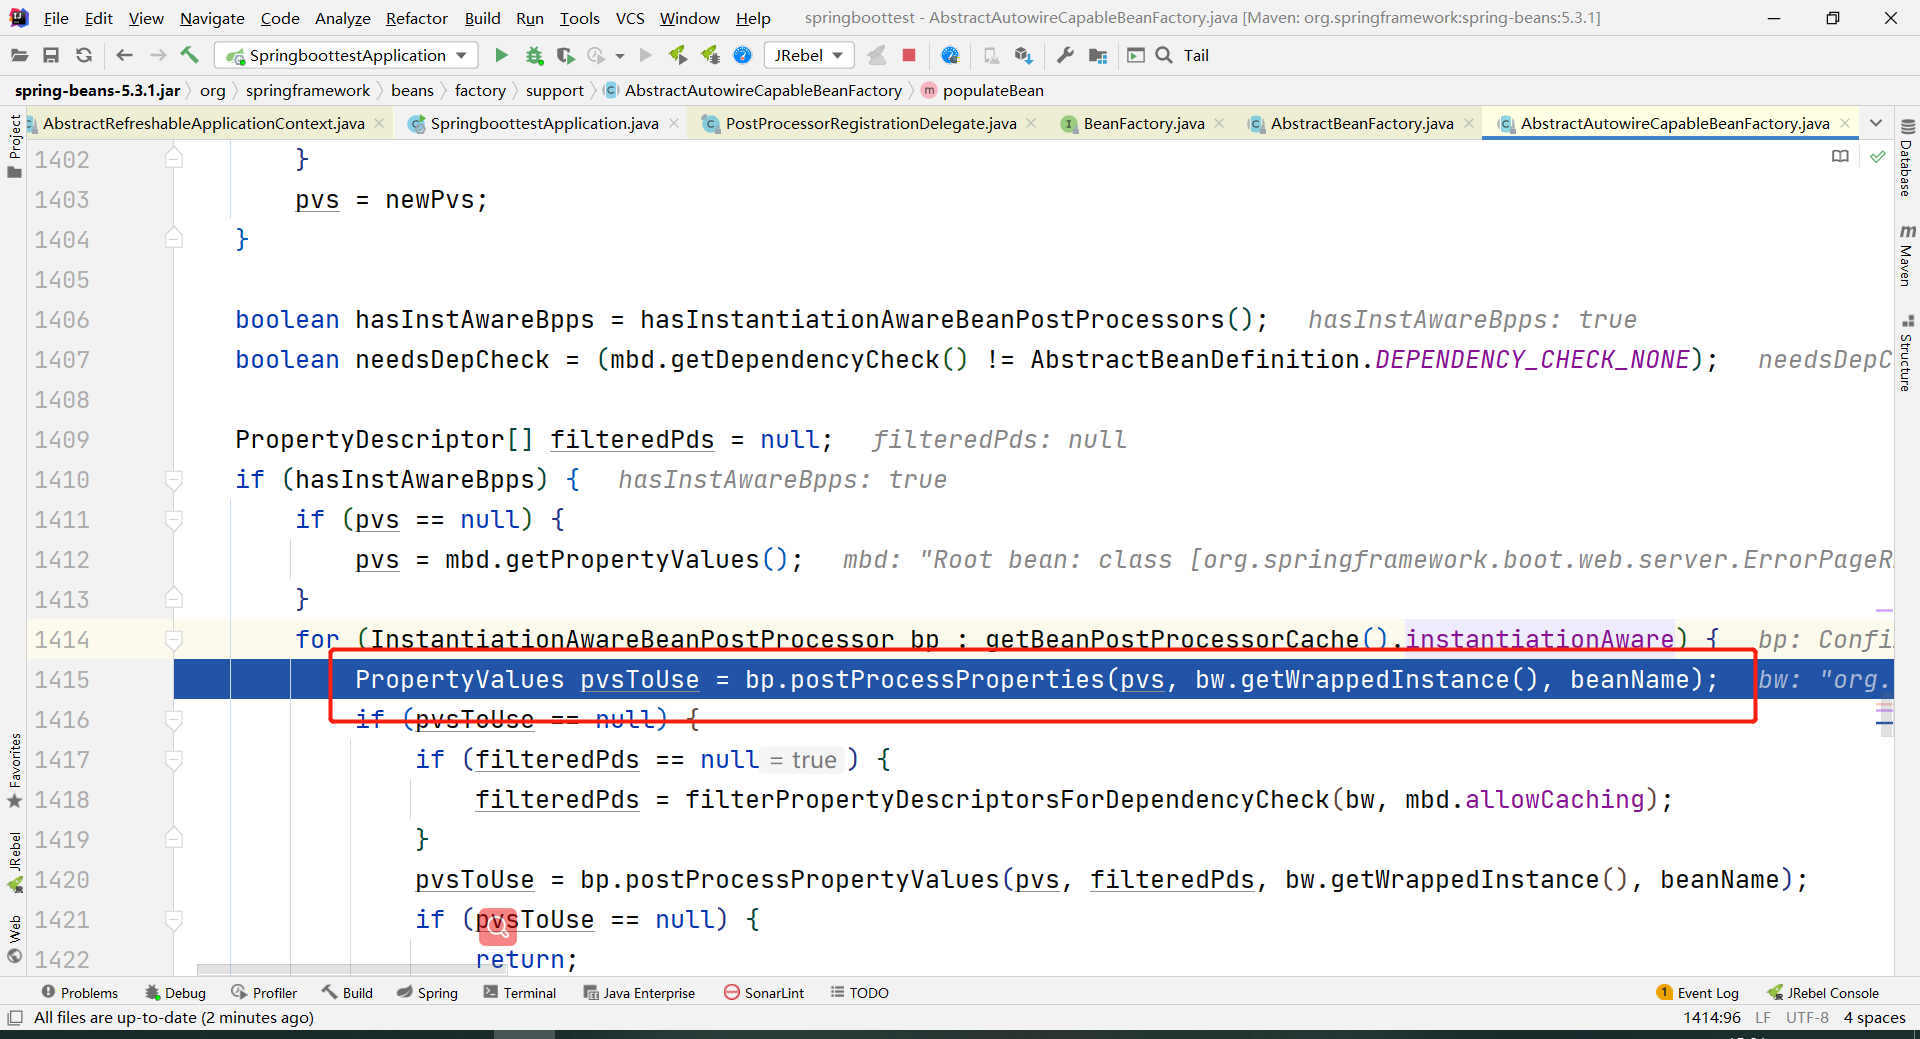 File Edit View Navigate Code Analyze Refactor Build Run Tools VCS Window Help springboottest - AbstractAutowireCapableBeanFactory.java [Maven: org.springframework:spring-beans:5.3.1]
SpringboottestApplication JRebel Tail
spring-beans-5.3.1.jar org springframework beans factory support AbstractAutowireCapableBeanFactory populateBean
AbstractRefreshableApplicationContext.java SpringboottestApplication.java PostProcessorRegistrationDelegate.java BeanFactory.java AbstractBeanFactory.java AbstractAutowireCapableBeanFactory.java
1402 }
1403 pvs = newPvs;
1404 }
1405
1406 boolean hasInstAwareBpps = hasInstantiationAwareBeanPostProcessors(); hasInstAwareBpps: true
1407 boolean needsDepCheck = (mbd.getDependencyCheck() != AbstractBeanDefinition.DEPENDENCY_CHECK_NONE); needsDepC
1408
1409 PropertyDescriptor[] filteredPds = null; filteredPds: null
1410 if (hasInstAwareBpps) { hasInstAwareBpps: true
1411 if (pvs == null) {
1412 pvs = mbd.getPropertyValues(); mbd: "Root bean: class [org.springframework.boot.web.server.ErrorPageR
1413 }
1414 for (InstantiationAwareBeanPostProcessor bp : getBeanPostProcessorCache().instantiationAware) { bp: Confi
1415 PropertyValues pvsToUse = bp.postProcessProperties(pvs, bw.getWrappedInstance(), beanName); bw: "org.
1416 if (pvsToUse == null) {
1417 if (filteredPds == null = true ) {
1418 filteredPds = filterPropertyDescriptorsForDependencyCheck(bw, mbd.allowCaching);
1419 }
1420 pvsToUse = bp.postProcessPropertyValues(pvs, filteredPds, bw.getWrappedInstance(), beanName);
1421 if (pvsToUse == null) {
1422 return;
Project
Favorites
JRebel
Web
Database
Maven
Structure
Problems Debug Profiler Build Spring Terminal Java Enterprise SonarLint TODO 1 Event Log JRebel Console
All files are up-to-date (2 minutes ago) 1414:96 LF UTF-8 4 spaces